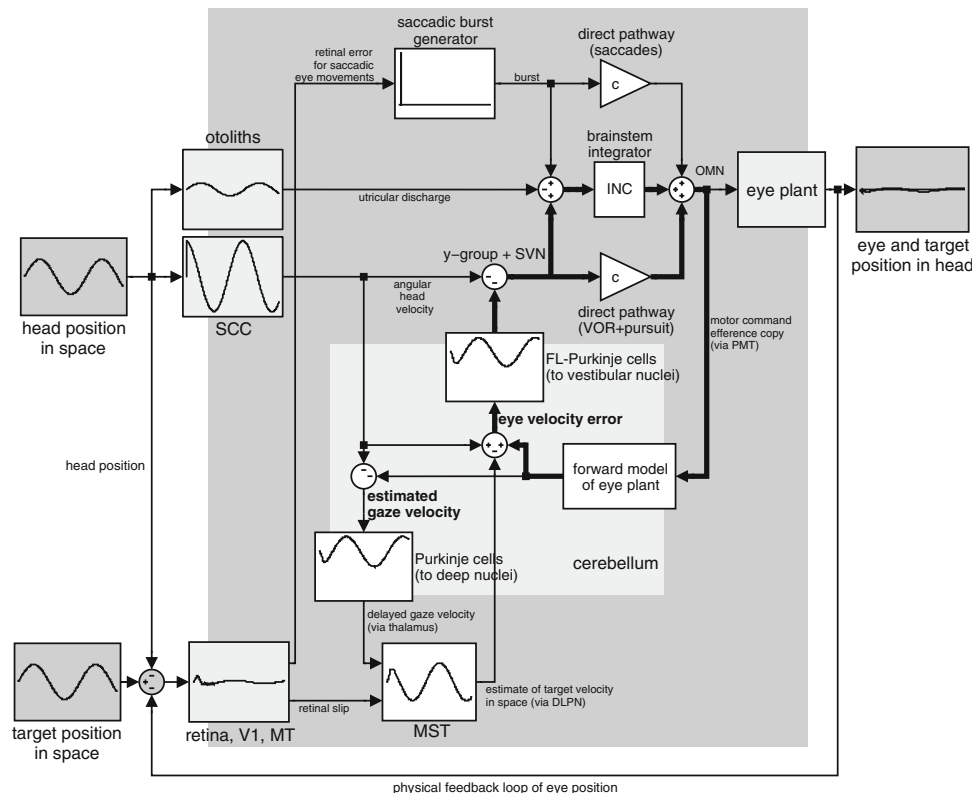 saccadic burst
generator
direct pathway
(saccades)
retinal error
for saccadic
eye movements
burst
c
otoliths
brainstem
integrator
OMN
INC
eye plant
utricular discharge
y-group + SVN
eye and target
position in head
angular
head
velocity
c
direct pathway
(VOR+pursuit)
SCC
head position
in space
motor command
efference copy
(via PMT)
FL-Purkinje cells
(to vestibular nuclei)
eye velocity error
head position
forward model
of eye plant
estimated
gaze velocity
Purkinje cells
(to deep nuclei)
cerebellum
delayed gaze velocity
(via thalamus)
estimate of target velocity
in space (via DLPN)
retinal slip
MST
retina, V1, MT
target position
in space
physical feedback loop of eye position